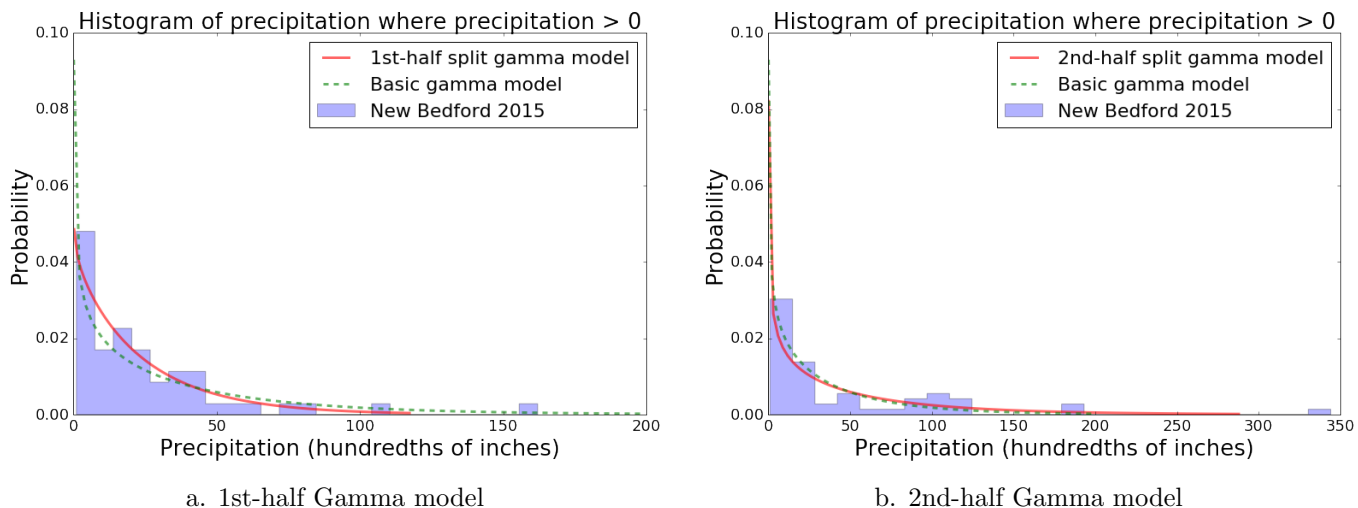 Histogram of precipitation where precipitation > 0
0.10
0.08
0.06
0.04
0.02
0.00
Probability
1st-half split gamma model
Basic gamma model
New Bedford 2015
0 50 100 150 200
Precipitation (hundredths of inches)
a. 1st-half Gamma model
Histogram of precipitation where precipitation > 0
0.10
0.08
0.06
0.04
0.02
0.00
Probability
2nd-half split gamma model
Basic gamma model
New Bedford 2015
0 50 100 150 200 250 300 350
Precipitation (hundredths of inches)
b. 2nd-half Gamma model